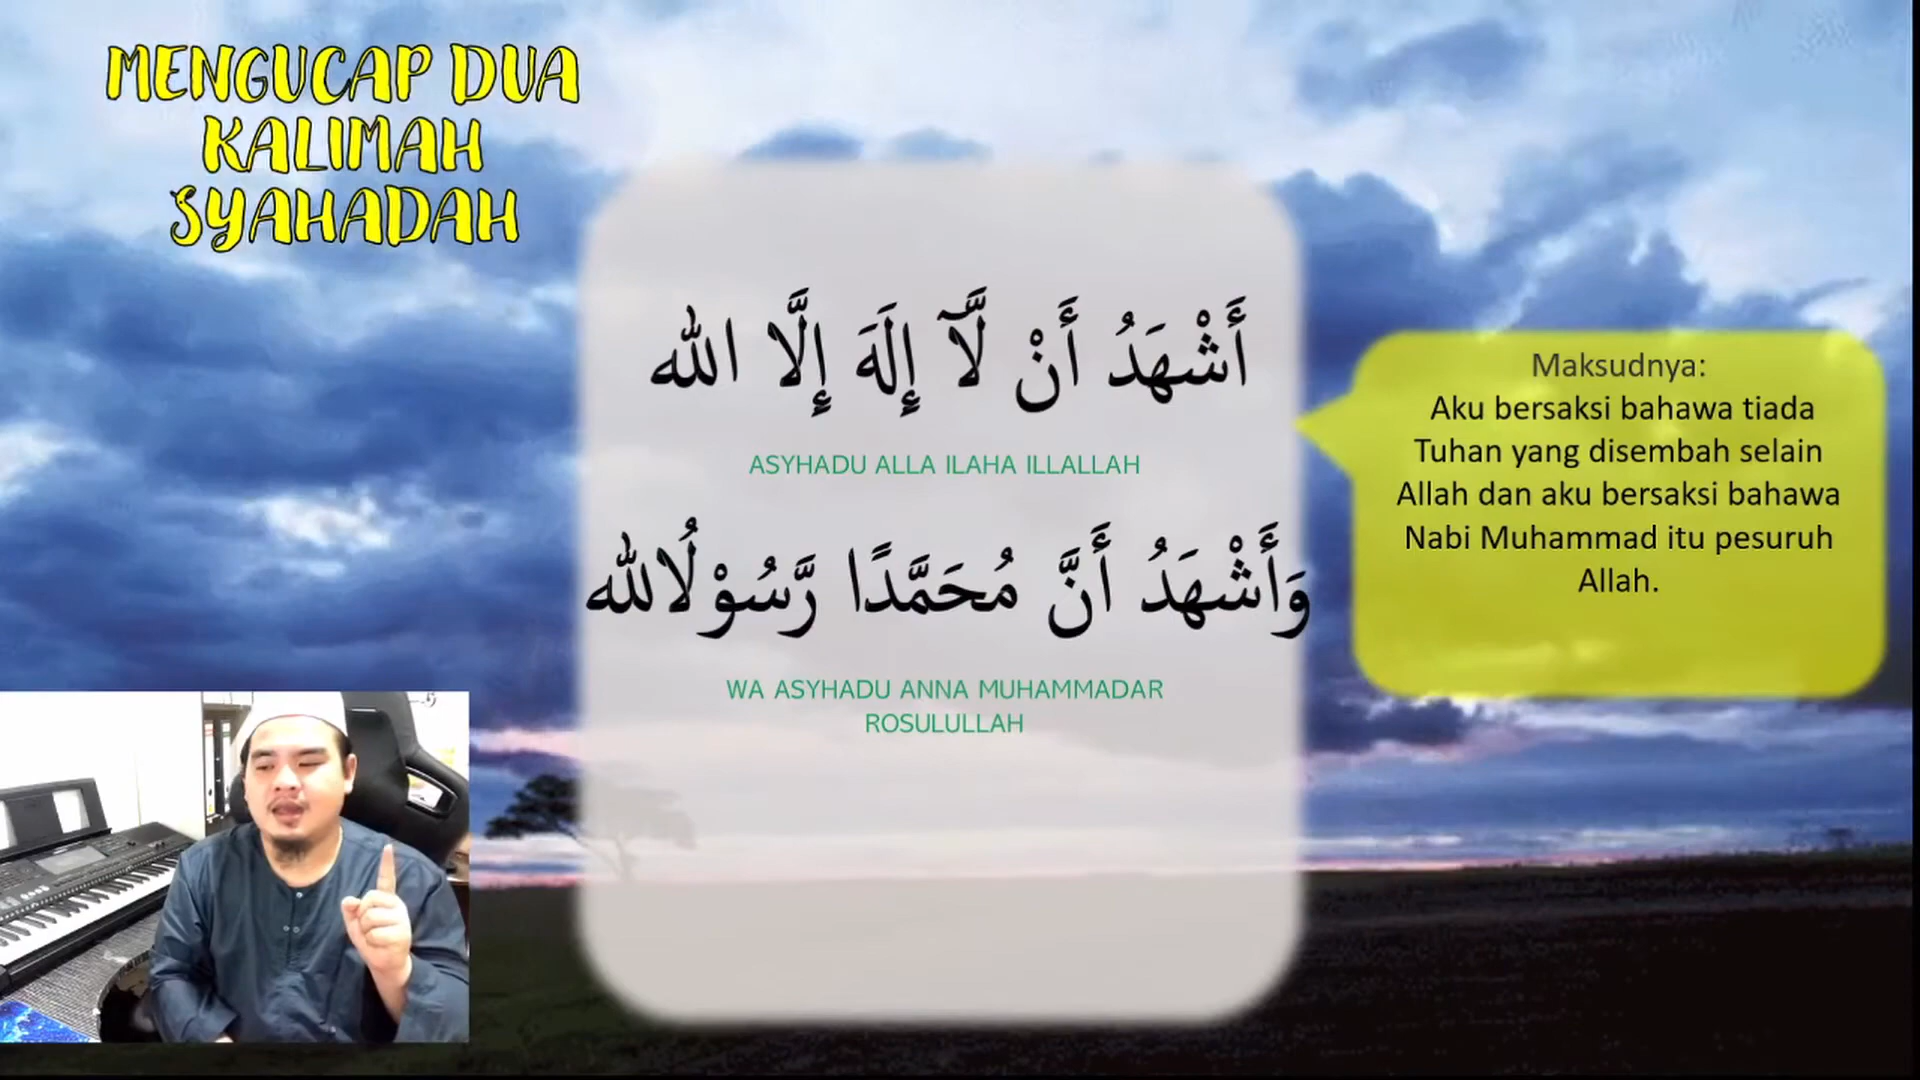 MENGUCAP DUA
KALIMAH
SYAHADAH
أَشْهَدُ أَنْ لَّآ إِلَهَ إِلَّا الله
ASYHADU ALLA ILAHA ILLALLAH
وَأَشْهَدُ أَنَّ مُحَمَّدًا رَّسُوْلُالله
WA ASYHADU ANNA MUHAMMADAR
ROSULULLAH
Maksudnya:
Aku bersaksi bahawa tiada
Tuhan yang disembah selain
Allah dan aku bersaksi bahawa
Nabi Muhammad itu pesuruh
Allah.